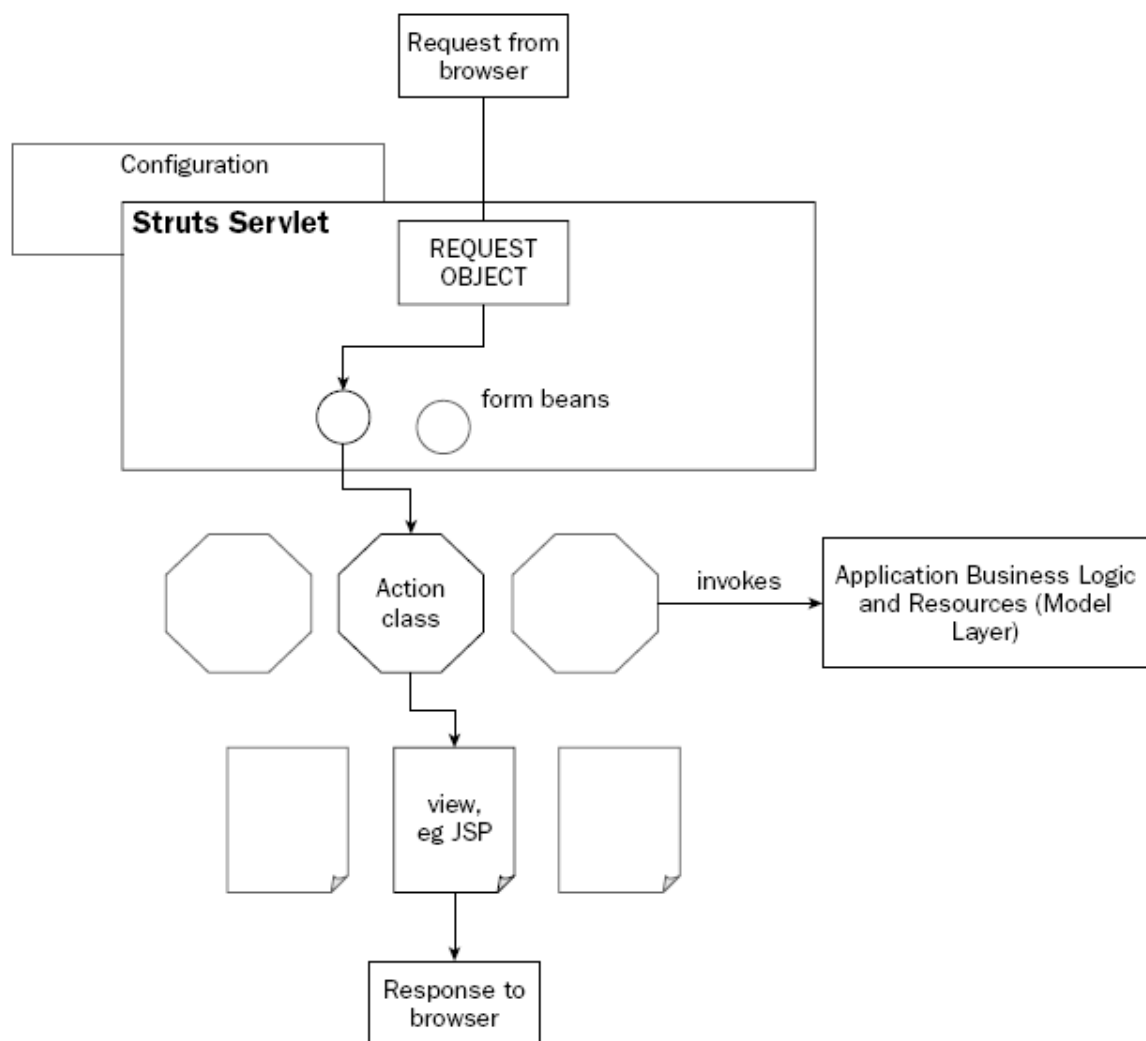 Request from
browser
Configuration
Struts Servlet
REQUEST
OBJECT
form beans
Action
class
invokes
Application Business Logic
and Resources (Model
Layer)
view,
eg JSP
Response to
browser